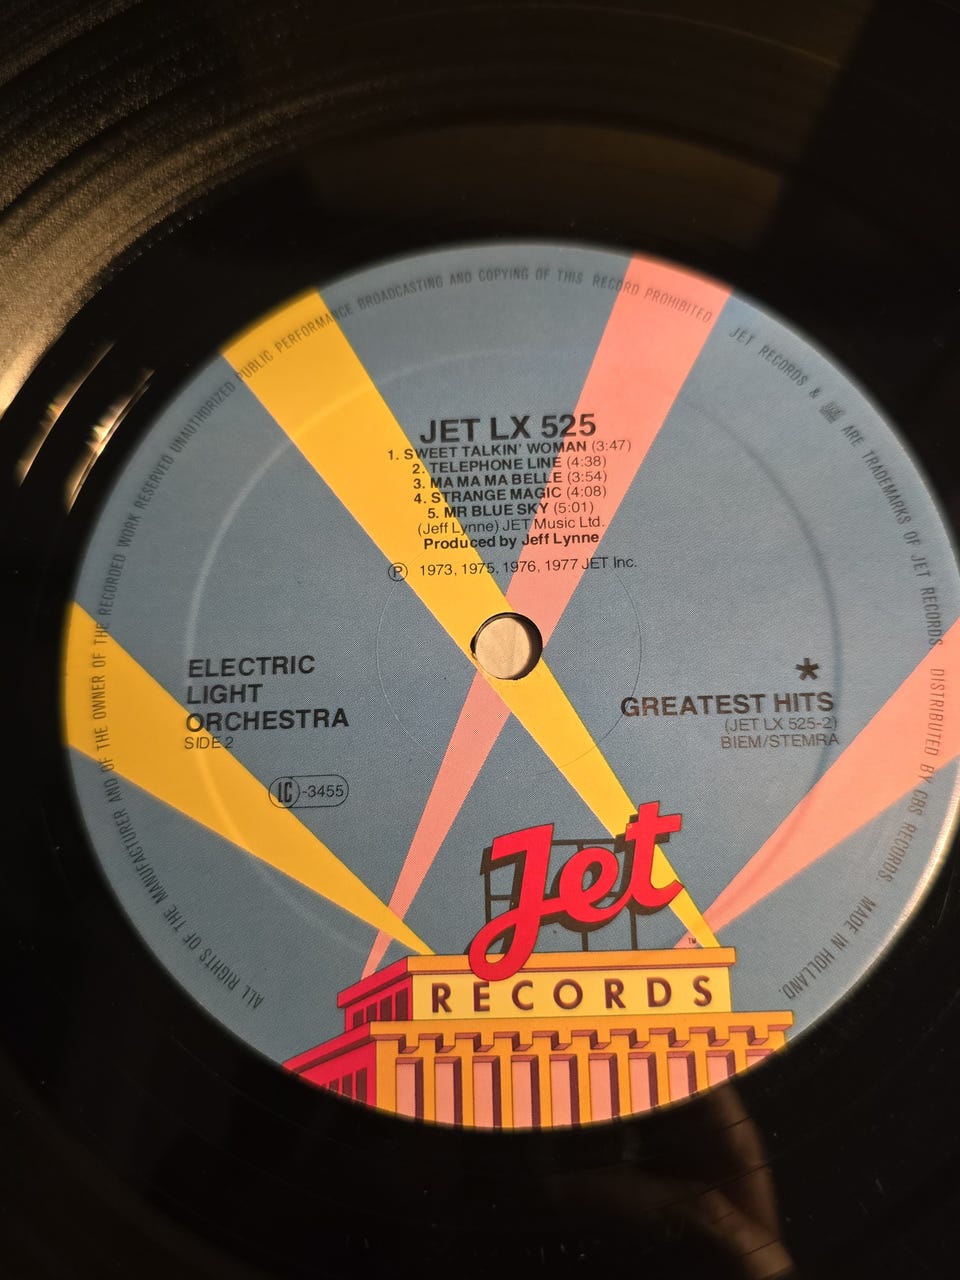 JET LX 525
1. SWEET TALKIN' WOMAN (3:47)
2. TELEPHONE LINE (4:38)
3. MA MA MA BELLE (3:54)
4. STRANGE MAGIC (4:08)
5. MR BLUE SKY (5:01)
(Jeff Lynne) JET Music Ltd.
Produced by Jeff Lynne
Ⓟ 1973, 1975, 1976, 1977 JET Inc.
ELECTRIC
LIGHT
ORCHESTRA
SIDE 2
LC-3455
*
GREATEST HITS
(JET LX 525-2)
BIEM/STEMRA
Jet
TM
RECORDS
ALL RIGHTS OF THE MANUFACTURER AND OF THE OWNER OF THE RECORDED WORK RESERVED UNAUTHORIZED PUBLIC PERFORMANCE BROADCASTING AND COPYING OF THIS RECORD PROHIBITED
JET RECORDS & ARE TRADEMARKS OF JET RECORDS DISTRIBUTED BY CBS RECORDS. MADE IN HOLLAND.